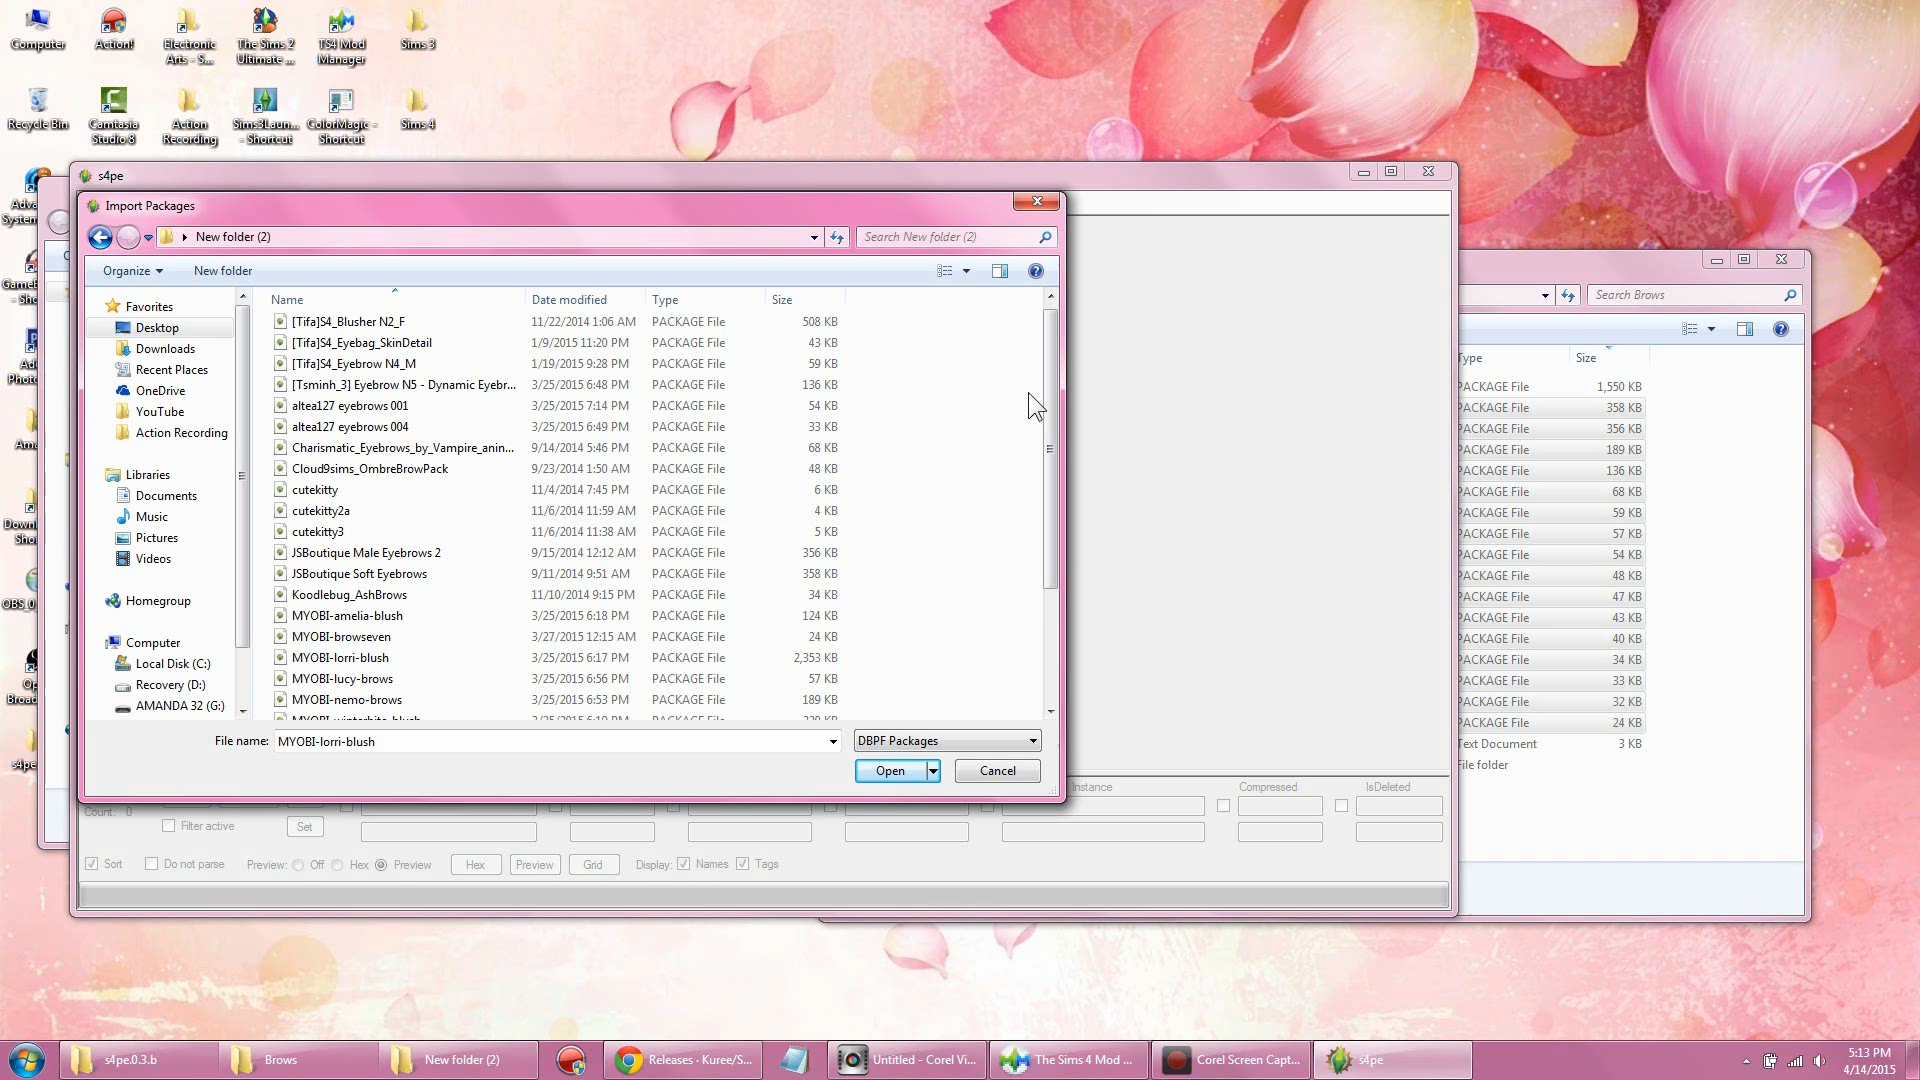 Computer
Action!
Electronic Arts - S...
The Sims 2 Ultimate ...
TS4 Mod Manager
Sims 3
Recycle Bin
Camtasia Studio 8
Action Recording
Sims3Laun... - Shortcut
ColorMagic - Shortcut
Sims 4
s4pe
Import Packages
New folder (2)
Search New folder (2)
Organize
New folder
Name
Date modified
Type
Size
Favorites
Desktop
Downloads
Recent Places
OneDrive
YouTube
Action Recording
Libraries
Documents
Music
Pictures
Videos
Homegroup
Computer
Local Disk (C:)
Recovery (D:)
AMANDA 32 (G:)
[Tifa]S4_Blusher N2_F 11/22/2014 1:06 AM PACKAGE File 508 KB
[Tifa]S4_Eyebag_SkinDetail 1/9/2015 11:20 PM PACKAGE File 43 KB
[Tifa]S4_Eyebrow N4_M 1/19/2015 9:28 PM PACKAGE File 59 KB
[Tsminh_3] Eyebrow N5 - Dynamic Eyebr... 3/25/2015 6:48 PM PACKAGE File 136 KB
altea127 eyebrows 001 3/25/2015 7:14 PM PACKAGE File 54 KB
altea127 eyebrows 004 3/25/2015 6:49 PM PACKAGE File 33 KB
Charismatic_Eyebrows_by_Vampire_anin... 9/14/2014 5:46 PM PACKAGE File 68 KB
Cloud9sims_OmbreBrowPack 9/23/2014 1:50 AM PACKAGE File 48 KB
cutekitty 11/4/2014 7:45 PM PACKAGE File 6 KB
cutekitty2a 11/6/2014 11:59 AM PACKAGE File 4 KB
cutekitty3 11/6/2014 11:38 AM PACKAGE File 5 KB
JSBoutique Male Eyebrows 2 9/15/2014 12:12 AM PACKAGE File 356 KB
JSBoutique Soft Eyebrows 9/11/2014 9:51 AM PACKAGE File 358 KB
Koodlebug_AshBrows 11/10/2014 9:15 PM PACKAGE File 34 KB
MYOBI-amelia-blush 3/25/2015 6:18 PM PACKAGE File 124 KB
MYOBI-browseven 3/27/2015 12:15 AM PACKAGE File 24 KB
MYOBI-lorri-blush 3/25/2015 6:17 PM PACKAGE File 2,353 KB
MYOBI-lucy-brows 3/25/2015 6:56 PM PACKAGE File 57 KB
MYOBI-nemo-brows 3/25/2015 6:53 PM PACKAGE File 189 KB
File name: MYOBI-lorri-blush
DBPF Packages
Open
Cancel
Search Brows
Type
Size
PACKAGE File 1,550 KB
PACKAGE File 358 KB
PACKAGE File 356 KB
PACKAGE File 189 KB
PACKAGE File 136 KB
PACKAGE File 68 KB
PACKAGE File 59 KB
PACKAGE File 57 KB
PACKAGE File 54 KB
PACKAGE File 48 KB
PACKAGE File 47 KB
PACKAGE File 43 KB
PACKAGE File 40 KB
PACKAGE File 34 KB
PACKAGE File 33 KB
PACKAGE File 32 KB
PACKAGE File 24 KB
Text Document 3 KB
File folder
Instance
Compressed
IsDeleted
Count: 0
Filter active
Set
Sort
Do not parse
Preview:
Off
Hex
Preview
Hex
Preview
Grid
Display:
Names
Tags
s4pe.0.3.b
Brows
New folder (2)
Releases · Kuree/S...
Untitled - Corel Vi...
The Sims 4 Mod ...
Corel Screen Capt...
s4pe
5:13 PM
4/14/2015